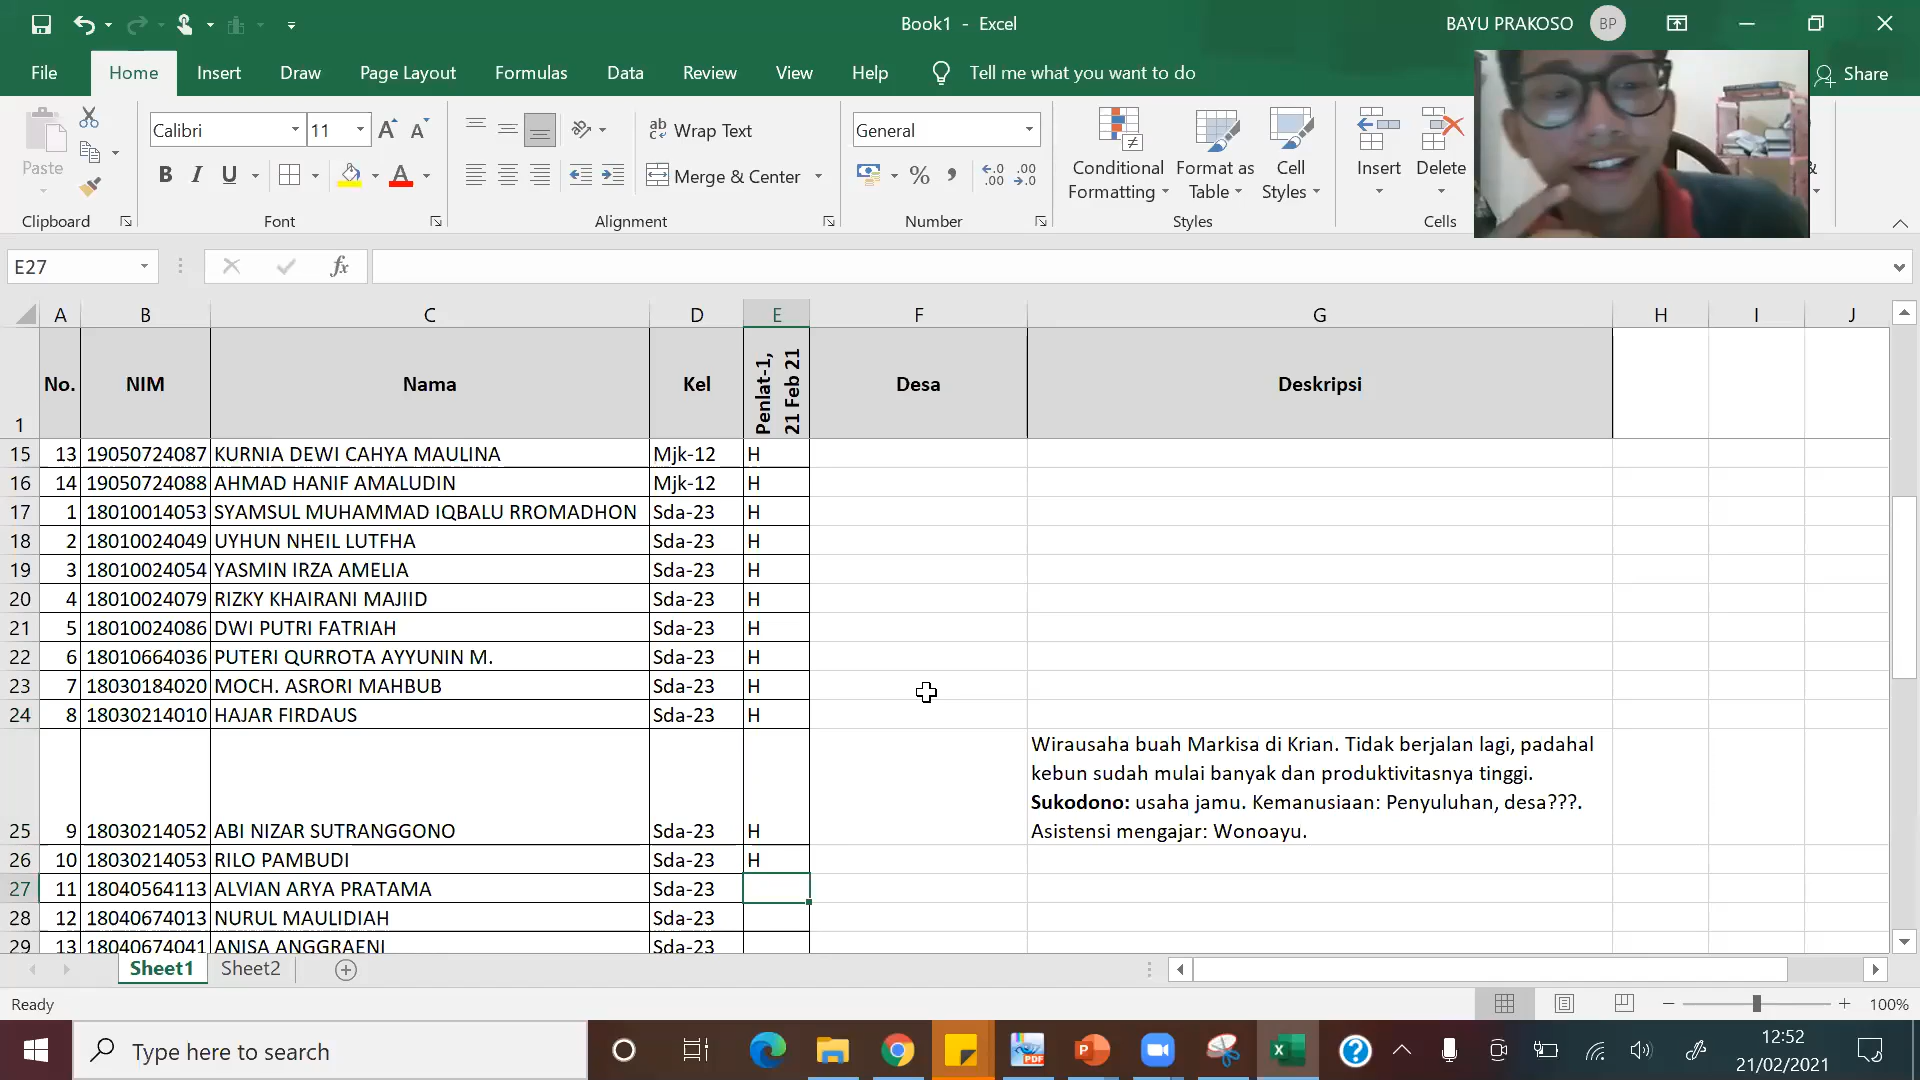 Book1 - Excel
BAYU PRAKOSO BP
File Home Insert Draw Page Layout Formulas Data Review View Help Tell me what you want to do Share
Paste
Clipboard
Calibri 11
B I U
Font
Wrap Text
Merge & Center
Alignment
General
Number
Conditional Formatting
Format as Table
Cell Styles
Styles
Insert Delete
Cells
E27 fx
A B C D E F G H I J
1 No. NIM Nama Kel Penlat-1, 21 Feb 21 Desa Deskripsi
15 13 19050724087 KURNIA DEWI CAHYA MAULINA Mjk-12 H
16 14 19050724088 AHMAD HANIF AMALUDIN Mjk-12 H
17 1 18010014053 SYAMSUL MUHAMMAD IQBALU RROMADHON Sda-23 H
18 2 18010024049 UYHUN NHEIL LUTFHA Sda-23 H
19 3 18010024054 YASMIN IRZA AMELIA Sda-23 H
20 4 18010024079 RIZKY KHAIRANI MAJIID Sda-23 H
21 5 18010024086 DWI PUTRI FATRIAH Sda-23 H
22 6 18010664036 PUTERI QURROTA AYYUNIN M. Sda-23 H
23 7 18030184020 MOCH. ASRORI MAHBUB Sda-23 H
24 8 18030214010 HAJAR FIRDAUS Sda-23 H
Wirausaha buah Markisa di Krian. Tidak berjalan lagi, padahal
kebun sudah mulai banyak dan produktivitasnya tinggi.
Sukodono: usaha jamu. Kemanusiaan: Penyuluhan, desa???.
25 9 18030214052 ABI NIZAR SUTRANGGONO Sda-23 H Asistensi mengajar: Wonoayu.
26 10 18030214053 RILO PAMBUDI Sda-23 H
27 11 18040564113 ALVIAN ARYA PRATAMA Sda-23
28 12 18040674013 NURUL MAULIDIAH Sda-23
29 13 18040674041 ANISA ANGGRAENI Sda-23
Sheet1 Sheet2
Ready 100%
Type here to search
12:52
21/02/2021